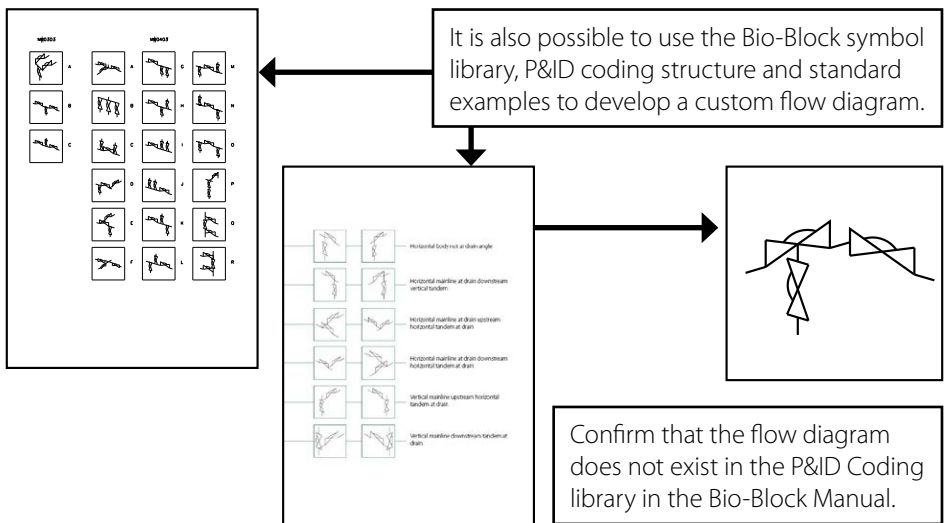 It is also possible to use the Bio-Block symbol
library, P&ID coding structure and standard
examples to develop a custom flow diagram.
M80303
M80403
A
A
G
M
B
B
H
N
C
C
I
O
D
J
P
E
K
Q
F
L
R
Horizontal body not at drain angle
Horizontal mainline at drain downstream
vertical tandem
Horizontal mainline at drain upstream
horizontal tandem at drain
Horizontal mainline at drain downstream
horizontal tandem at drain
Vertical mainline upstream horizontal
tandem at drain
Vertical mainline downstream tandem at
drain
Confirm that the flow diagram
does not exist in the P&ID Coding
library in the Bio-Block Manual.